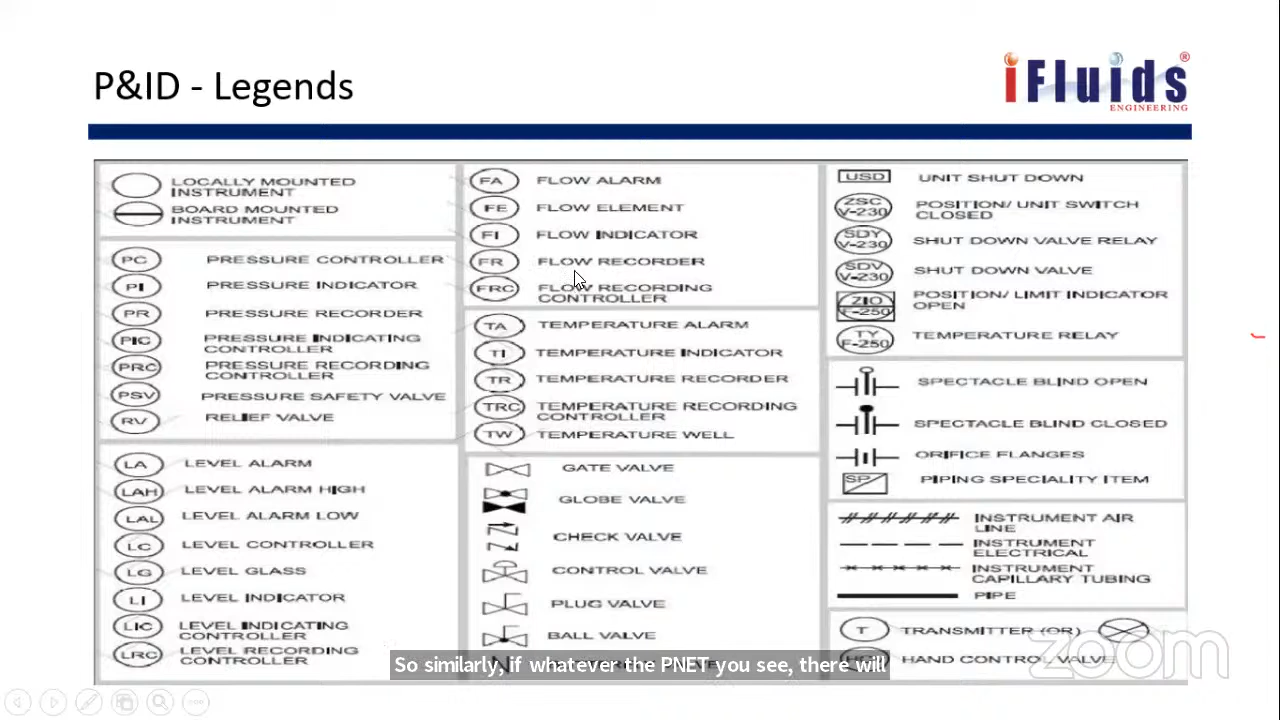 P&ID - Legends
iFluids
®
ENGINEERING
LOCALLY MOUNTED
INSTRUMENT
BOARD MOUNTED
INSTRUMENT
PC PRESSURE CONTROLLER
PI PRESSURE INDICATOR
PR PRESSURE RECORDER
PIC PRESSURE INDICATING
CONTROLLER
PRC PRESSURE RECORDING
CONTROLLER
PSV PRESSURE SAFETY VALVE
RV RELIEF VALVE
LA LEVEL ALARM
LAH LEVEL ALARM HIGH
LAL LEVEL ALARM LOW
LC LEVEL CONTROLLER
LG LEVEL GLASS
LI LEVEL INDICATOR
LIC LEVEL INDICATING
CONTROLLER
LRC LEVEL RECORDING
CONTROLLER
FA FLOW ALARM
FE FLOW ELEMENT
FI FLOW INDICATOR
FR FLOW RECORDER
FRC FLOW RECORDING
CONTROLLER
TA TEMPERATURE ALARM
TI TEMPERATURE INDICATOR
TR TEMPERATURE RECORDER
TRC TEMPERATURE RECORDING
CONTROLLER
TW TEMPERATURE WELL
GATE VALVE
GLOBE VALVE
CHECK VALVE
CONTROL VALVE
PLUG VALVE
BALL VALVE
USD UNIT SHUT DOWN
ZSC
V-230
POSITION/ UNIT SWITCH
CLOSED
SDY
V-230
SHUT DOWN VALVE RELAY
SDV
V-230
SHUT DOWN VALVE
ZIO
F-250
POSITION/ LIMIT INDICATOR
OPEN
TY
F-250
TEMPERATURE RELAY
SPECTACLE BLIND OPEN
SPECTACLE BLIND CLOSED
ORIFICE FLANGES
SP PIPING SPECIALITY ITEM
INSTRUMENT AIR
LINE
INSTRUMENT
ELECTRICAL
INSTRUMENT
CAPILLARY TUBING
PIPE
T TRANSMITTER (OR)
HAND CONTROL VALVE
zoom
So similarly, if whatever the PNET you see, there will